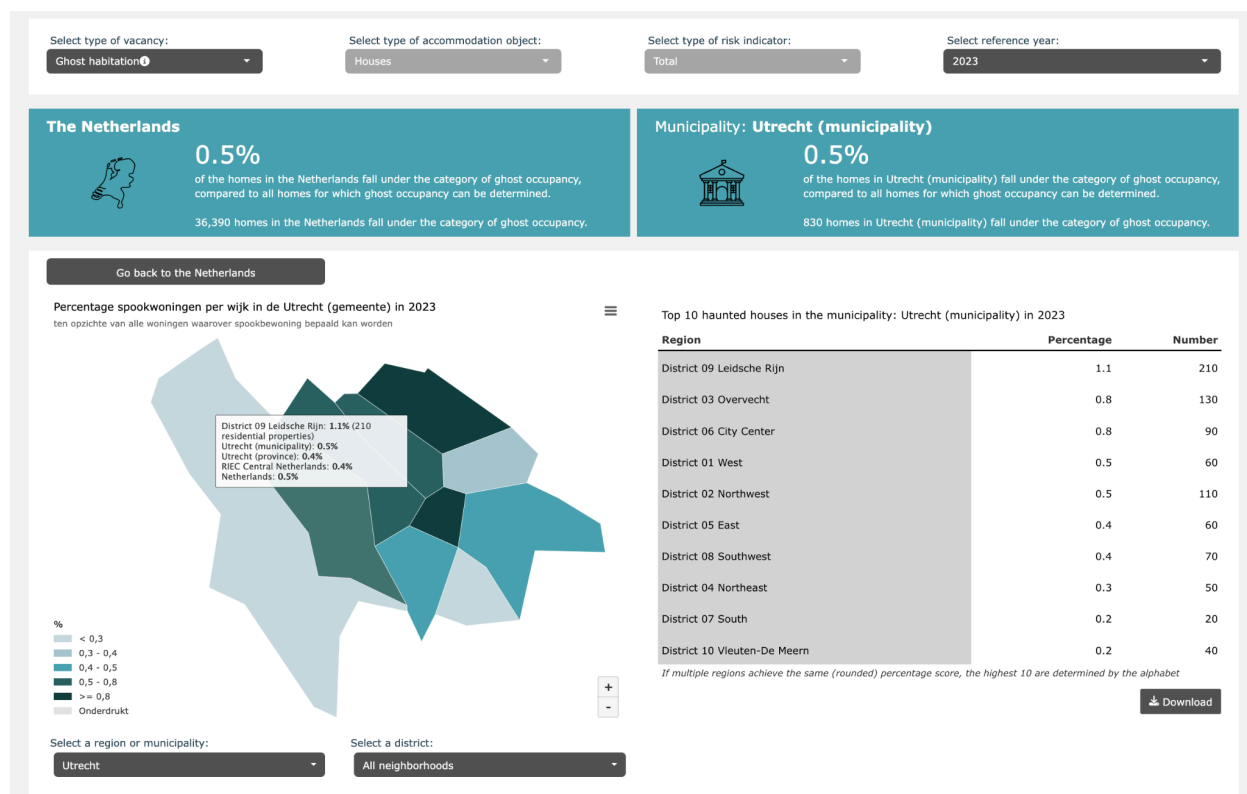 Select type of vacancy:
Select type of accommodation object:
Select type of risk indicator:
Select reference year:
Ghost habitation
Houses
Total
2023
The Netherlands
0.5%
of the homes in the Netherlands fall under the category of ghost occupancy,
compared to all homes for which ghost occupancy can be determined.
36,390 homes in the Netherlands fall under the category of ghost occupancy.
Municipality: Utrecht (municipality)
0.5%
of the homes in Utrecht (municipality) fall under the category of ghost occupancy,
compared to all homes for which ghost occupancy can be determined.
830 homes in Utrecht (municipality) fall under the category of ghost occupancy.
Go back to the Netherlands
Percentage spookwoningen per wijk in de Utrecht (gemeente) in 2023
ten opzichte van alle woningen waarover spookbewoning bepaald kan worden
District 09 Leidsche Rijn: 1.1% (210
residential properties)
Utrecht (municipality): 0.5%
Utrecht (province): 0.4%
RIEC Central Netherlands: 0.4%
Netherlands: 0.5%
%
< 0,3
0,3 - 0,4
0,4 - 0,5
0,5 - 0,8
>= 0,8
Onderdrukt
+
-
Select a region or municipality:
Select a district:
Utrecht
All neighborhoods
Top 10 haunted houses in the municipality: Utrecht (municipality) in 2023
Region Percentage Number
District 09 Leidsche Rijn 1.1 210
District 03 Overvecht 0.8 130
District 06 City Center 0.8 90
District 01 West 0.5 60
District 02 Northwest 0.5 110
District 05 East 0.4 60
District 08 Southwest 0.4 70
District 04 Northeast 0.3 50
District 07 South 0.2 20
District 10 Vleuten-De Meern 0.2 40
If multiple regions achieve the same (rounded) percentage score, the highest 10 are determined by the alphabet
Download